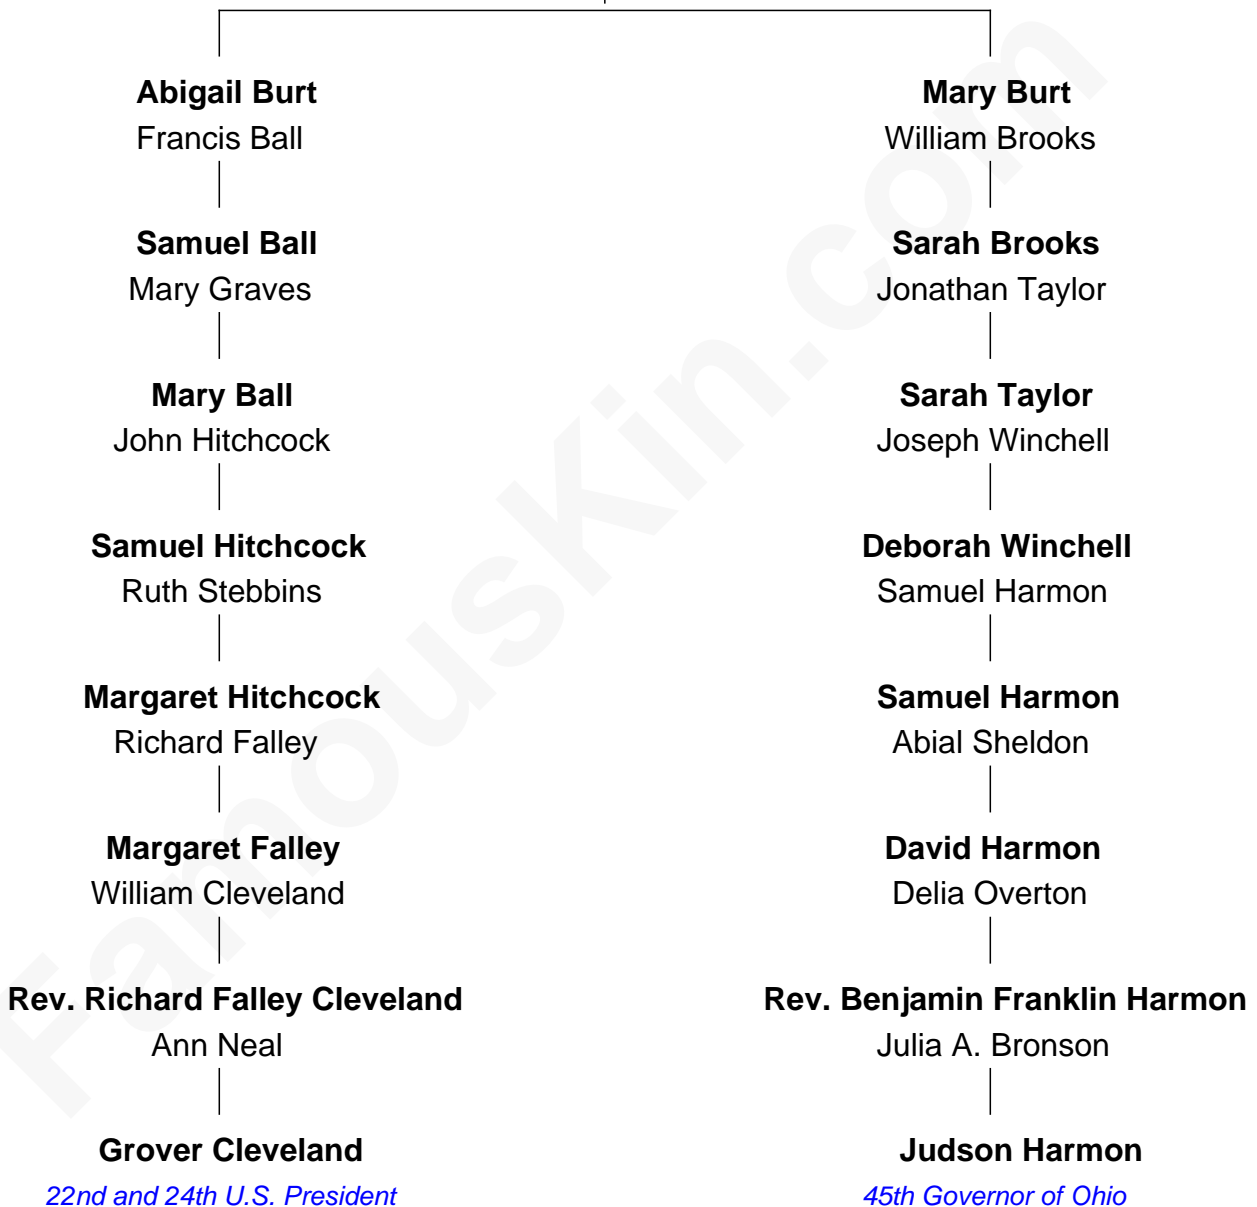 Abigail Burt
Francis Ball
Mary Burt
William Brooks
Samuel Ball
Mary Graves
Sarah Brooks
Jonathan Taylor
Mary Ball
John Hitchcock
Sarah Taylor
Joseph Winchell
Samuel Hitchcock
Ruth Stebbins
Deborah Winchell
Samuel Harmon
Margaret Hitchcock
Richard Falley
Samuel Harmon
Abial Sheldon
Margaret Falley
William Cleveland
David Harmon
Delia Overton
Rev. Richard Falley Cleveland
Ann Neal
Rev. Benjamin Franklin Harmon
Julia A. Bronson
Grover Cleveland
22nd and 24th U.S. President
Judson Harmon
45th Governor of Ohio
FamousKin.com